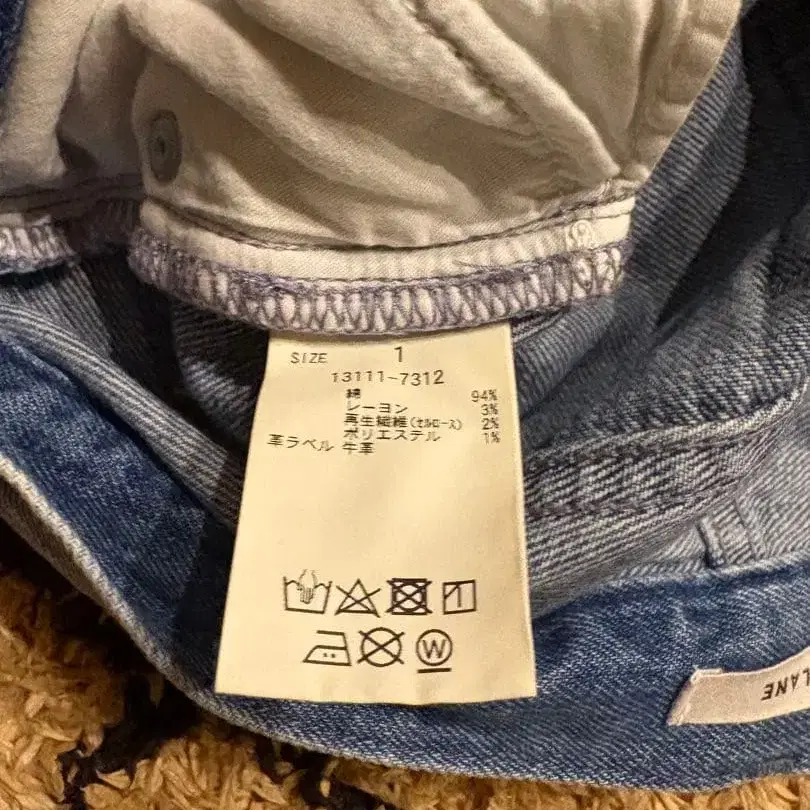 SIZE 1
13111-7312
綿 94%
レーヨン 3%
再生繊維(セルロース) 2%
ポリエステル 1%
革ラベル 牛革
W
LANE